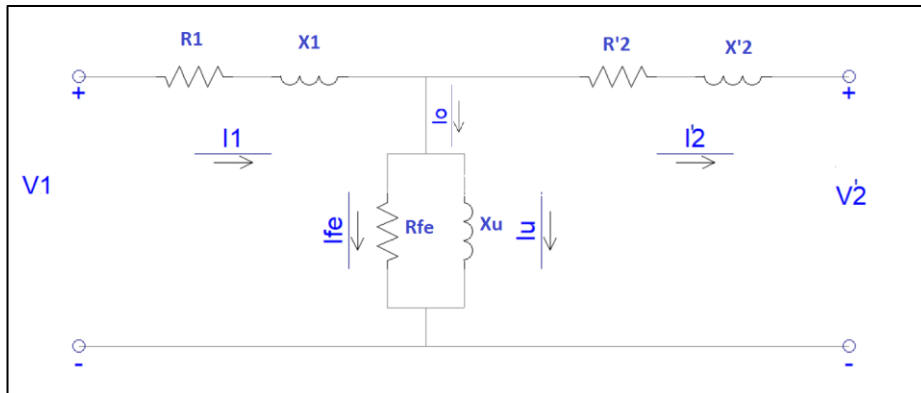 R1
X1
R'2
X'2
+
+
Io
I1
I'2
V1
V'2
Ife
Rfe
Xu
Iu
-
-